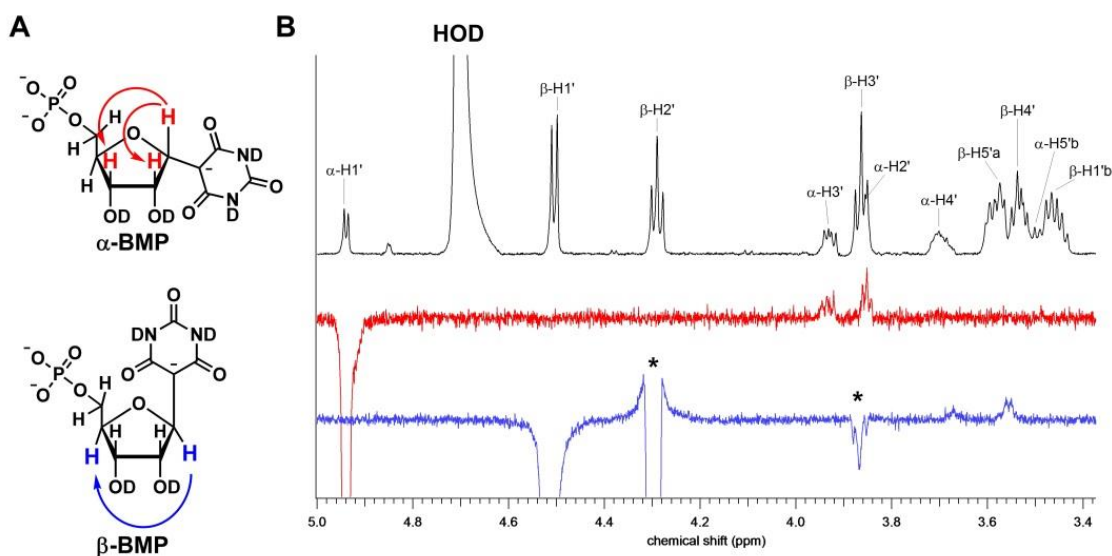 A
⁻O O
P
⁻O O
H
H
H
O
O
ND
O
N
D
O
⁻
H
H
H
OD OD
α-BMP
O
DN ND
O O
⁻
⁻O O
P
⁻O O
H
H
O
H H
H H
OD OD
β-BMP
B
HOD
α-H1'
β-H1'
β-H2'
β-H3'
α-H2'
α-H3'
α-H4'
β-H5'a
β-H4'
α-H5'b
β-H1'b
*
*
5.0 4.8 4.6 4.4 4.2 4.0 3.8 3.6 3.4
chemical shift (ppm)